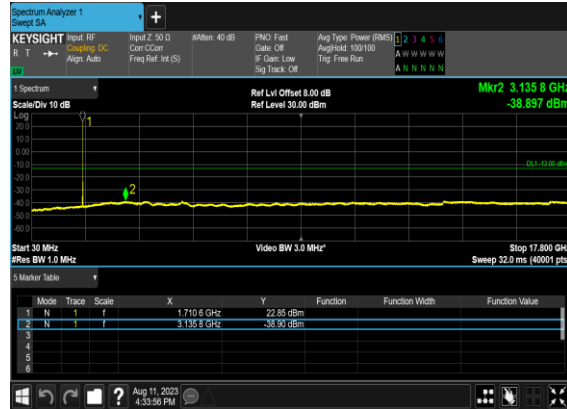 Spectrum Analyzer 1
Swept SA
+
KEYSIGHT Input: RF Input Z: 50 Ω #Atten: 40 dB PNO: Fast Avg Type: Power (RMS) 1 2 3 4 5 6
R T Coupling: DC Corr CCorr Gate: Off Avg|Hold: 100/100 A W W W W W
Align: Auto Freq Ref: Int (S) IF Gain: Low Trig: Free Run
Sig Track: Off A N N N N N
1 Spectrum Ref Lvl Offset 8.00 dB Mkr2 3.135 8 GHz
Scale/Div 10 dB Ref Level 30.00 dBm -38.897 dBm
Log
1
20.0
10.0
0.00
-10.0
DL1 -13.00 dBm
-20.0
-30.0
2
-40.0
-50.0
-60.0
Start 30 MHz Video BW 3.0 MHz* Stop 17.800 GHz
#Res BW 1.0 MHz Sweep 32.0 ms (40001 pts)
5 Marker Table
Mode Trace Scale X Y Function Function Width Function Value
1 N 1 f 1.710 6 GHz 22.85 dBm
2 N 1 f 3.135 8 GHz -38.90 dBm
3
4
5
6
? Aug 11, 2023
4:33:56 PM